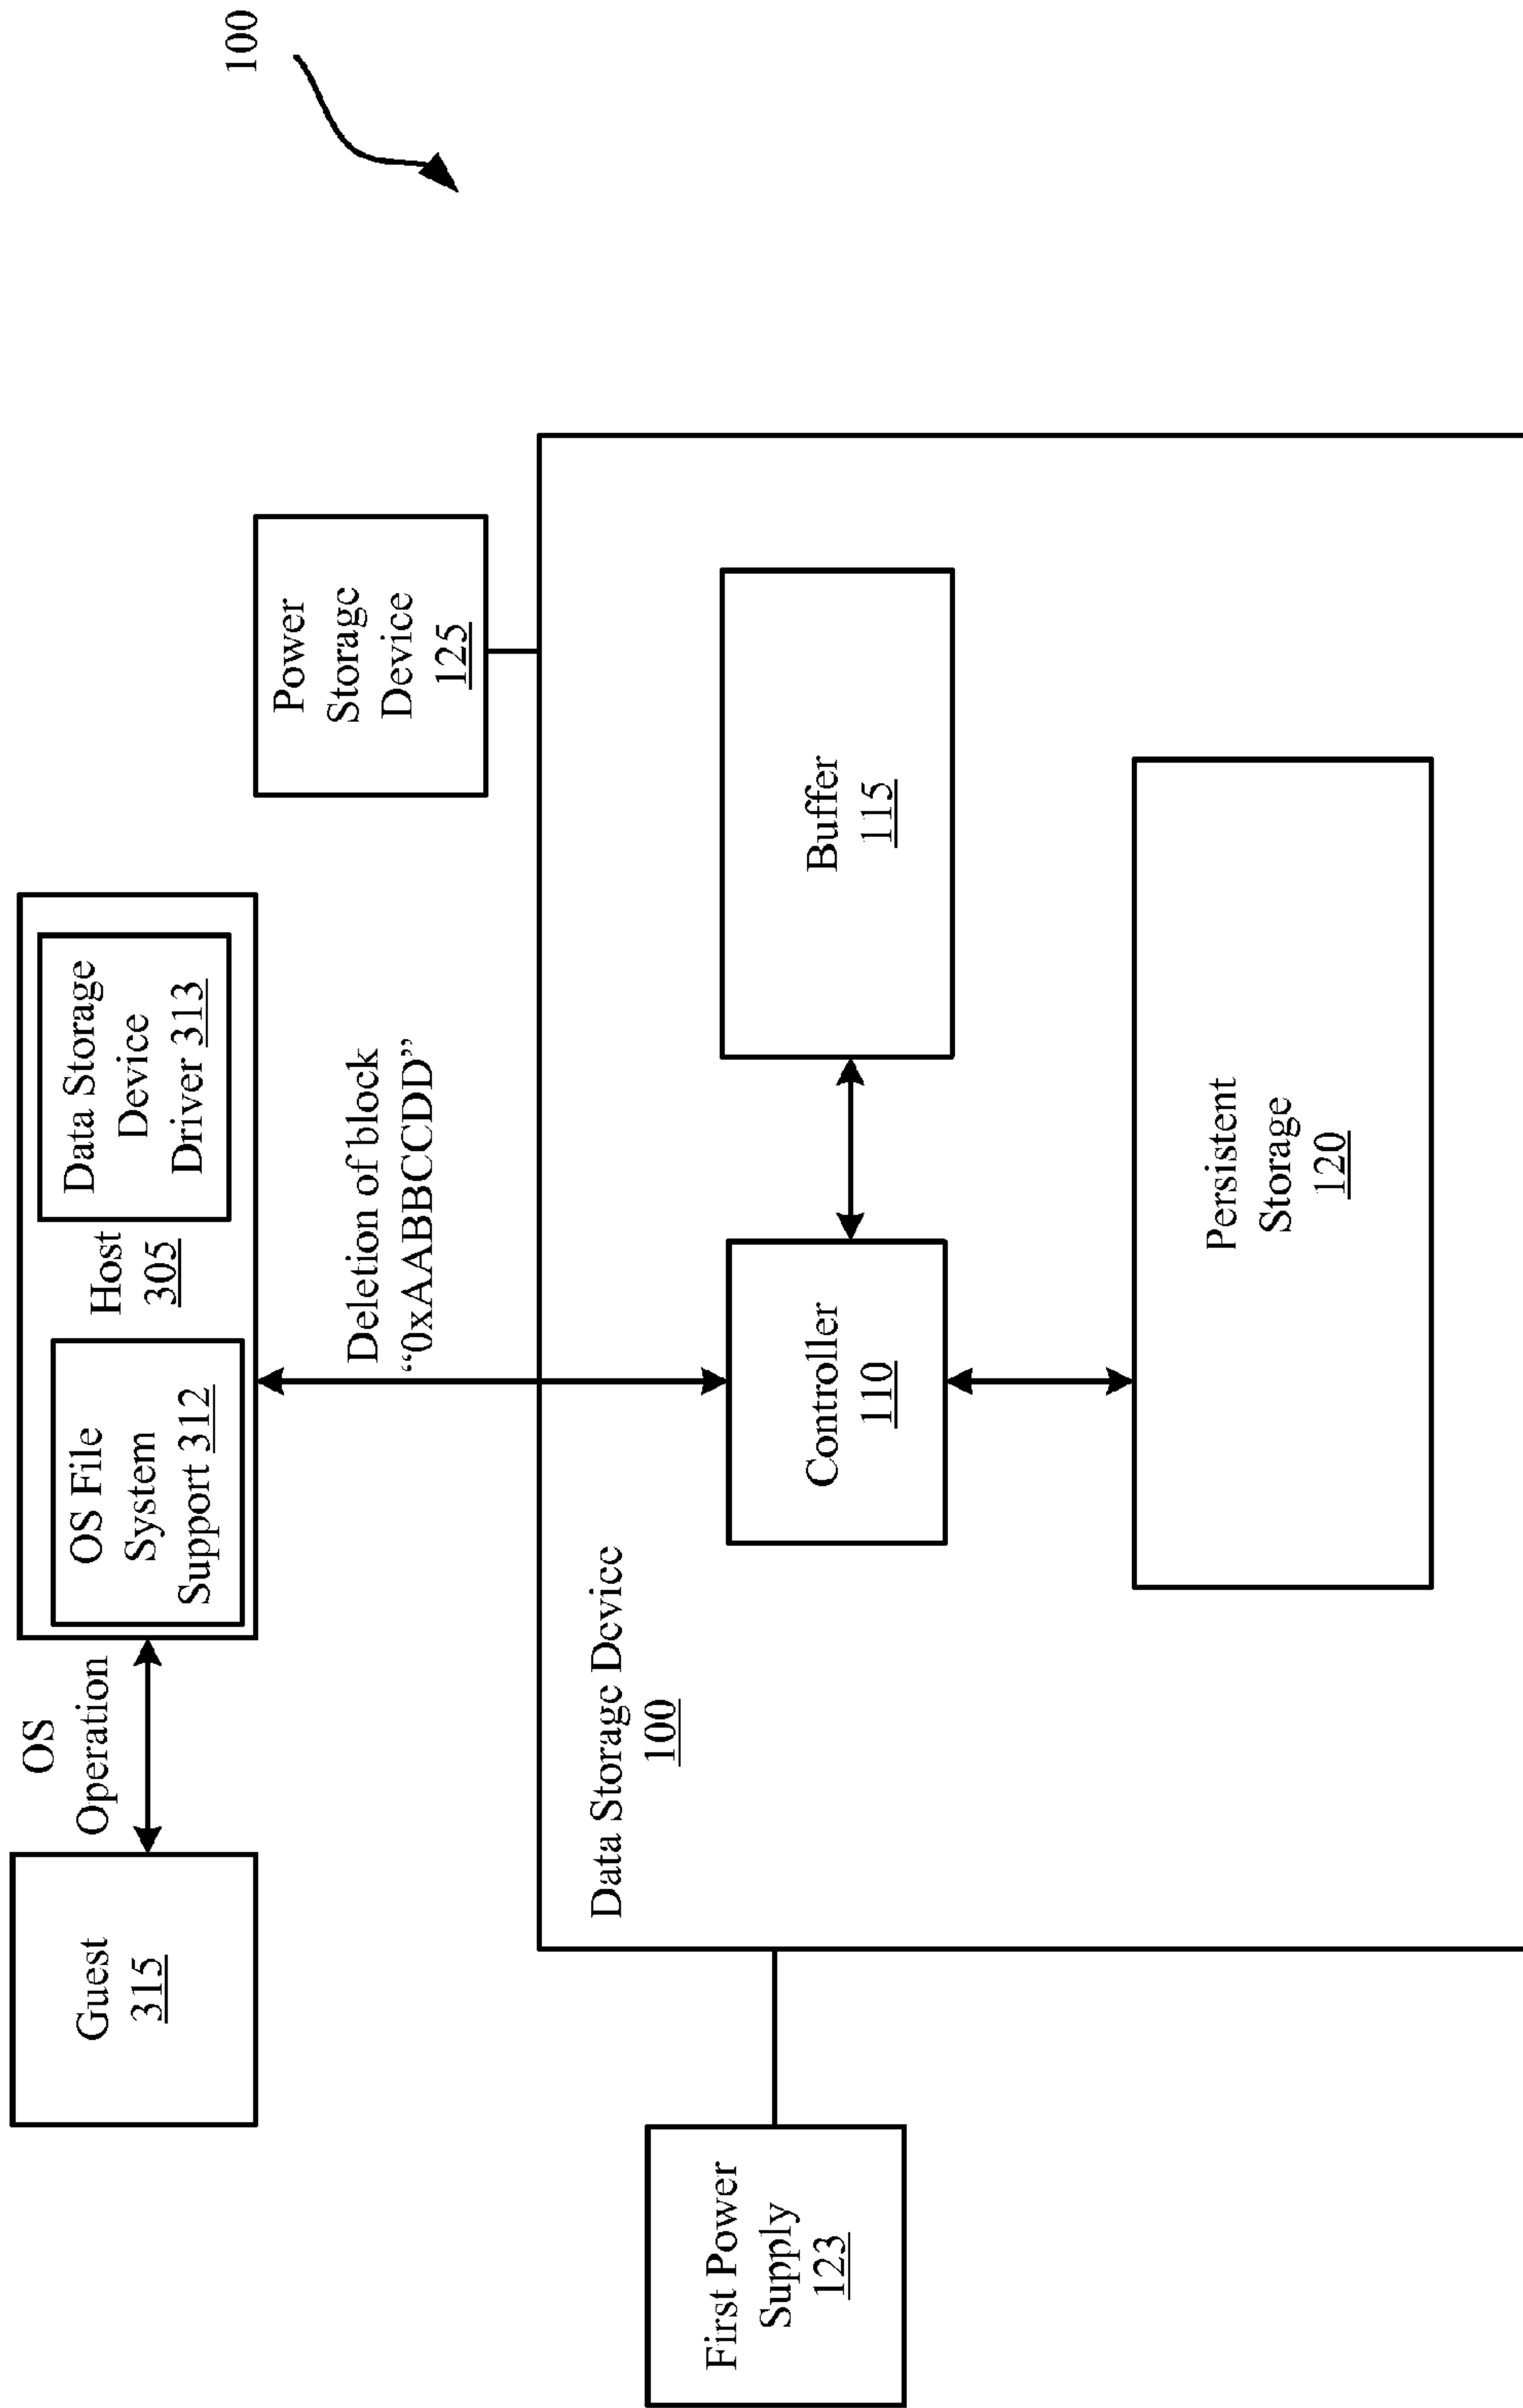 100
Guest
315
OS
Operation
OS File
System
Support 312
Host
305
Data Storage
Device
Driver 313
Deletion of block
“0xAABBCCDD”
Power
Storage
Device
125
First Power
Supply
123
Data Storage Device
100
Controller
110
Buffer
115
Persistent
Storage
120